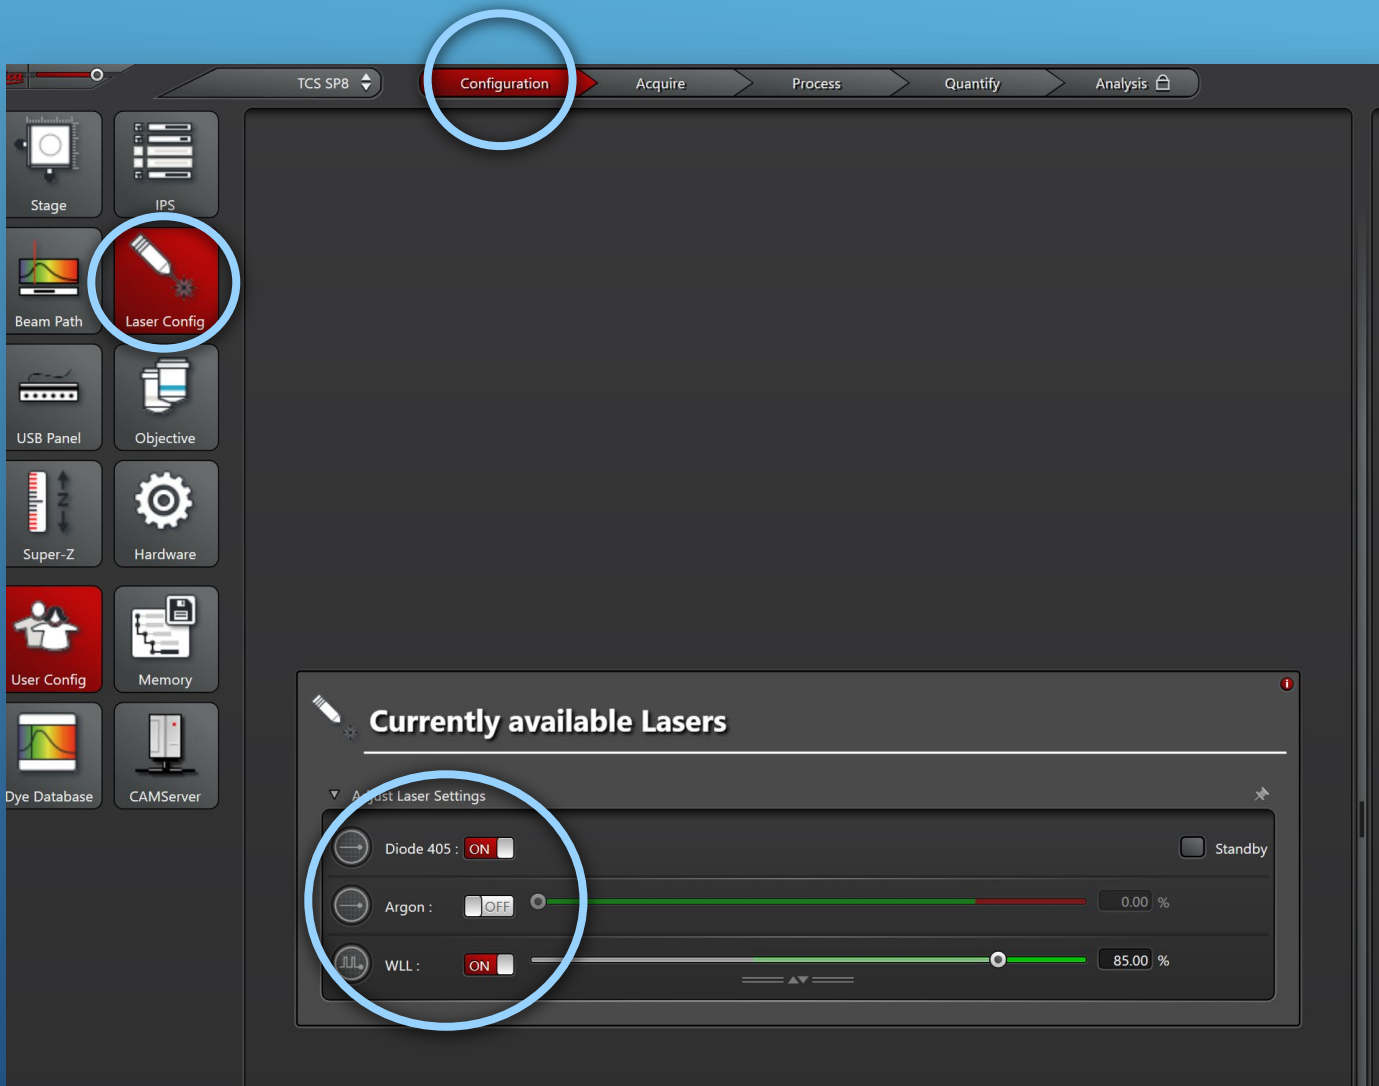 TCS SP8
Configuration
Acquire
Process
Quantify
Analysis
Stage
IPS
Beam Path
Laser Config
USB Panel
Objective
Z
Super-Z
Hardware
User Config
Memory
Dye Database
CAMServer
Currently available Lasers
Adjust Laser Settings
Diode 405 : ON
Standby
Argon : OFF 0.00 %
WLL : ON 85.00 %